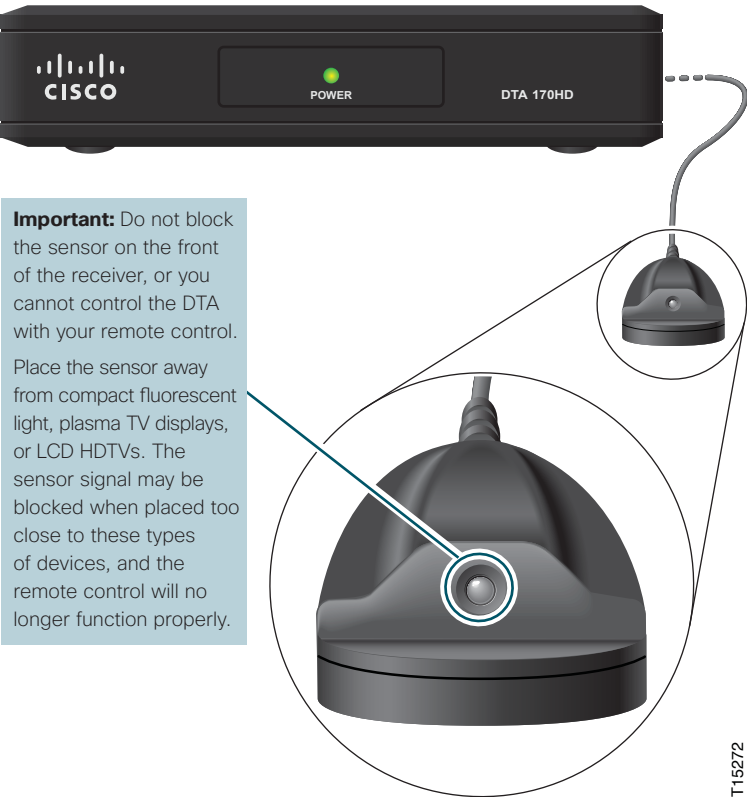 CISCO
POWER
DTA 170HD
Important: Do not block
the sensor on the front
of the receiver, or you
cannot control the DTA
with your remote control.
Place the sensor away
from compact fluorescent
light, plasma TV displays,
or LCD HDTVs. The
sensor signal may be
blocked when placed too
close to these types
of devices, and the
remote control will no
longer function properly.
T15272